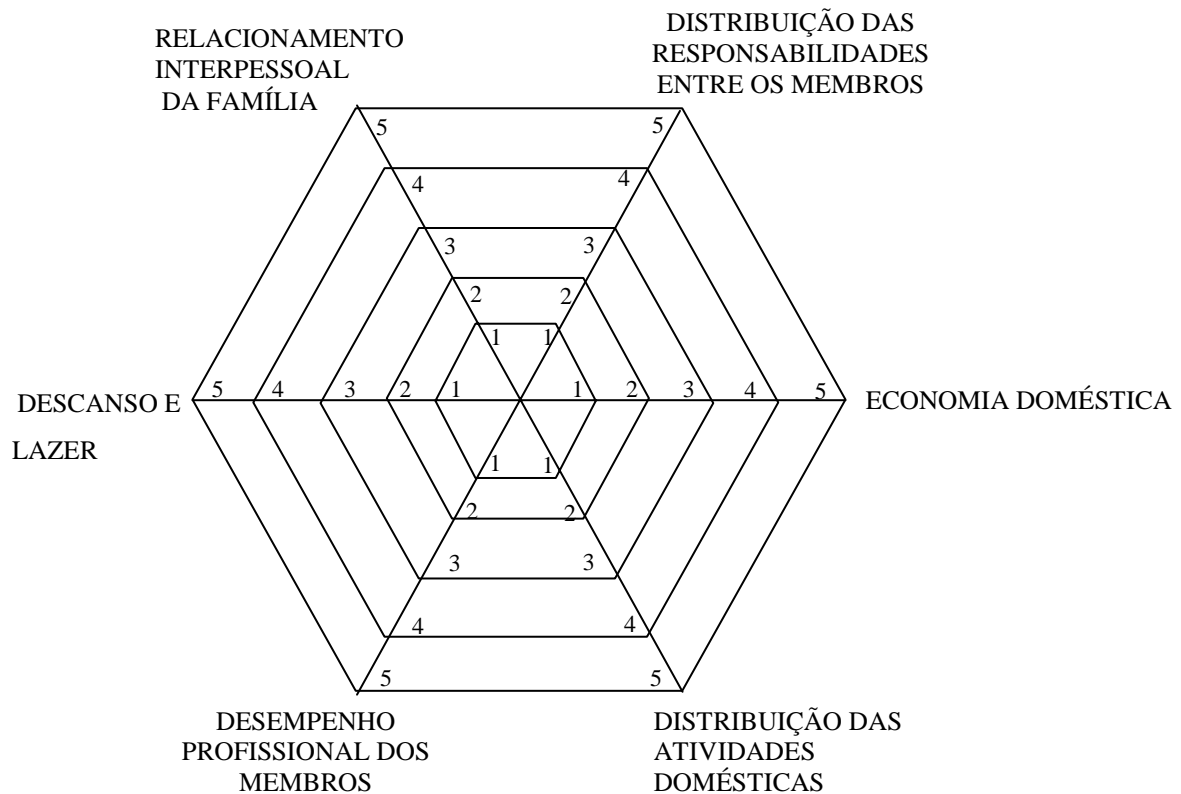 RELACIONAMENTO
INTERPESSOAL
DA FAMÍLIA
DISTRIBUIÇÃO DAS
RESPONSABILIDADES
ENTRE OS MEMBROS
5 5
4 4
3 3
2 2
1 1
DESCANSO E
LAZER
5 4 3 2 1 1 2 3 4 5
ECONOMIA DOMÉSTICA
1 1
2 2
3 3
4 4
5 5
DESEMPENHO
PROFISSIONAL DOS
MEMBROS
DISTRIBUIÇÃO DAS
ATIVIDADES
DOMÉSTICAS